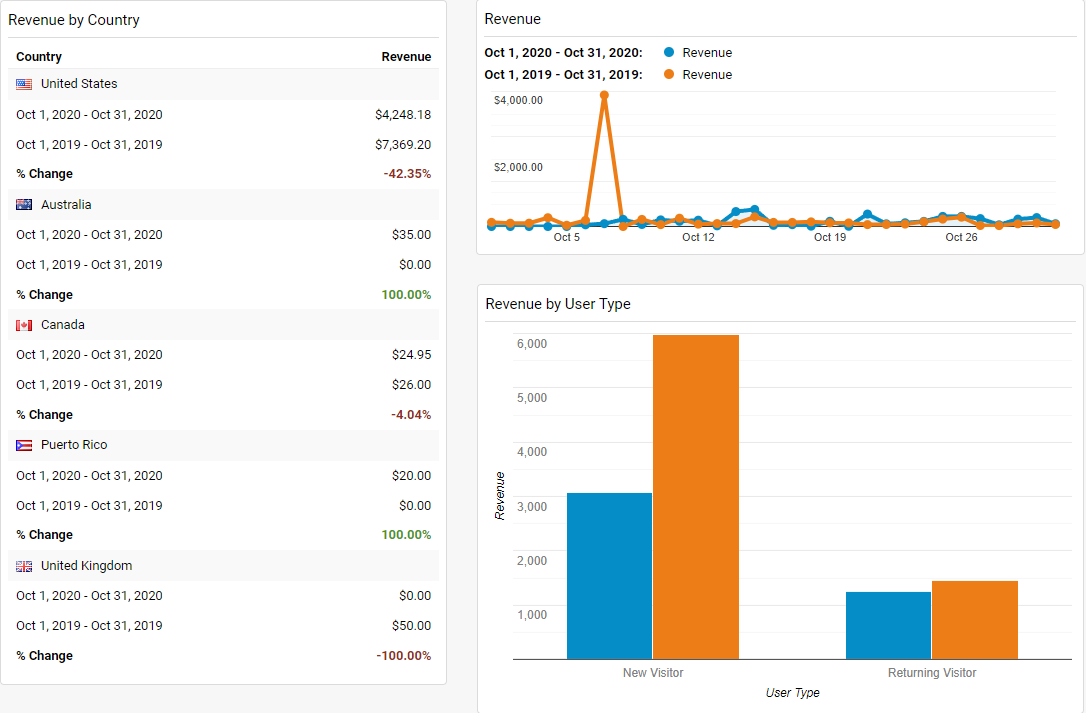 Revenue by Country
Country Revenue
United States
Oct 1, 2020 - Oct 31, 2020 $4,248.18
Oct 1, 2019 - Oct 31, 2019 $7,369.20
% Change -42.35%
Australia
Oct 1, 2020 - Oct 31, 2020 $35.00
Oct 1, 2019 - Oct 31, 2019 $0.00
% Change 100.00%
Canada
Oct 1, 2020 - Oct 31, 2020 $24.95
Oct 1, 2019 - Oct 31, 2019 $26.00
% Change -4.04%
Puerto Rico
Oct 1, 2020 - Oct 31, 2020 $20.00
Oct 1, 2019 - Oct 31, 2019 $0.00
% Change 100.00%
United Kingdom
Oct 1, 2020 - Oct 31, 2020 $0.00
Oct 1, 2019 - Oct 31, 2019 $50.00
% Change -100.00%
Revenue
Oct 1, 2020 - Oct 31, 2020: Revenue
Oct 1, 2019 - Oct 31, 2019: Revenue
$4,000.00
$2,000.00
Oct 5 Oct 12 Oct 19 Oct 26
Revenue by User Type
6,000
5,000
4,000
3,000
2,000
1,000
Revenue
New Visitor Returning Visitor
User Type